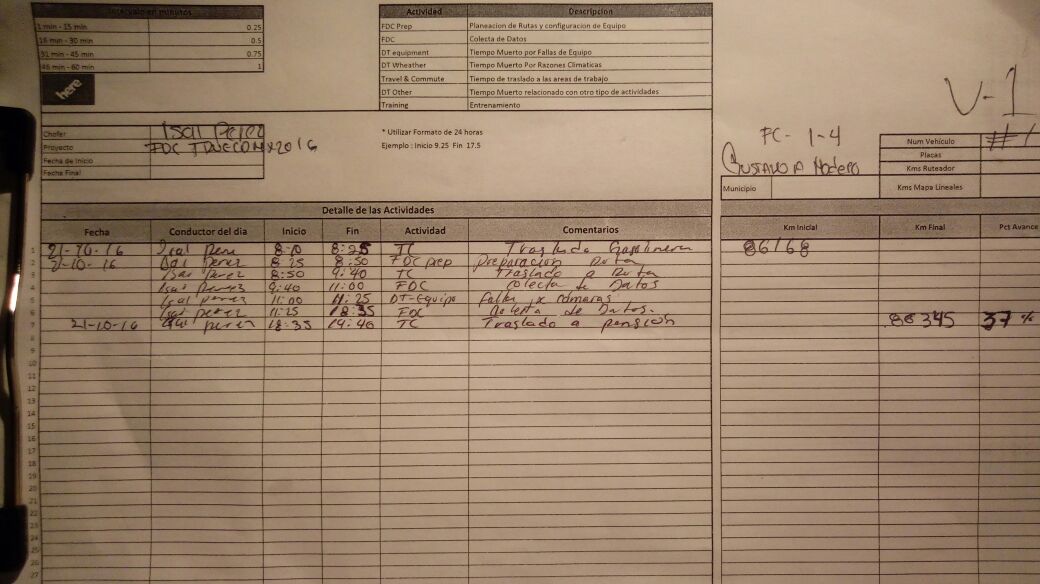 Intervalo en minutos
1 min - 15 min 0.25
16 min - 30 min 0.5
31 min - 45 min 0.75
46 min - 60 min 1
here
Actividad Descripcion
FDC Prep Planeacion de Rutas y configuracion de Equipo
FDC Colecta de Datos
DT equipment Tiempo Muerto por Fallas de Equipo
DT Wheather Tiempo Muerto Por Razones Climaticas
Travel & Commute Tiempo de traslado a las areas de trabajo
DT Other Tiempo Muerto relacionado con otro tipo de actividades
Training Entrenamiento
V-1
Chofer Isai Perez
Proyecto FDC
Fecha de Inicio
Fecha Final
* Utilizar Formato de 24 horas
Ejemplo : Inicio 9.25 Fin 17.5
FC- 1-4
Gustavo A Madero
Municipio
Num Vehículo #1
Placas
Kms Ruteador
Kms Mapa Lineales
Detalle de las Actividades
Fecha Conductor del dia Inicio Fin Actividad Comentarios Km Inicial Km Final Pct Avance
1 21-10-16 Isai Perez 8:10 8:25 TC Traslado Gasolinera 86168
2 21-10-16 Isai Perez 8:25 8:50 FDC prep Preparación Ruta
3 Isai Perez 8:50 9:40 TC Traslado a Ruta
4 Isai Perez 9:40 11:00 FDC Colecta de Datos
5 Isai Perez 11:00 11:25 DT-Equipo falla x cámaras
6 Isai Perez 11:25 18:35 FDC Colecta de Datos.
7 21-10-16 Isai Perez 18:35 19:40 TC Traslado a pensión 86345 37%
8
9
10
11
12
13
14
15
16
17
18
19
20
21
22
23
24
25
26
27